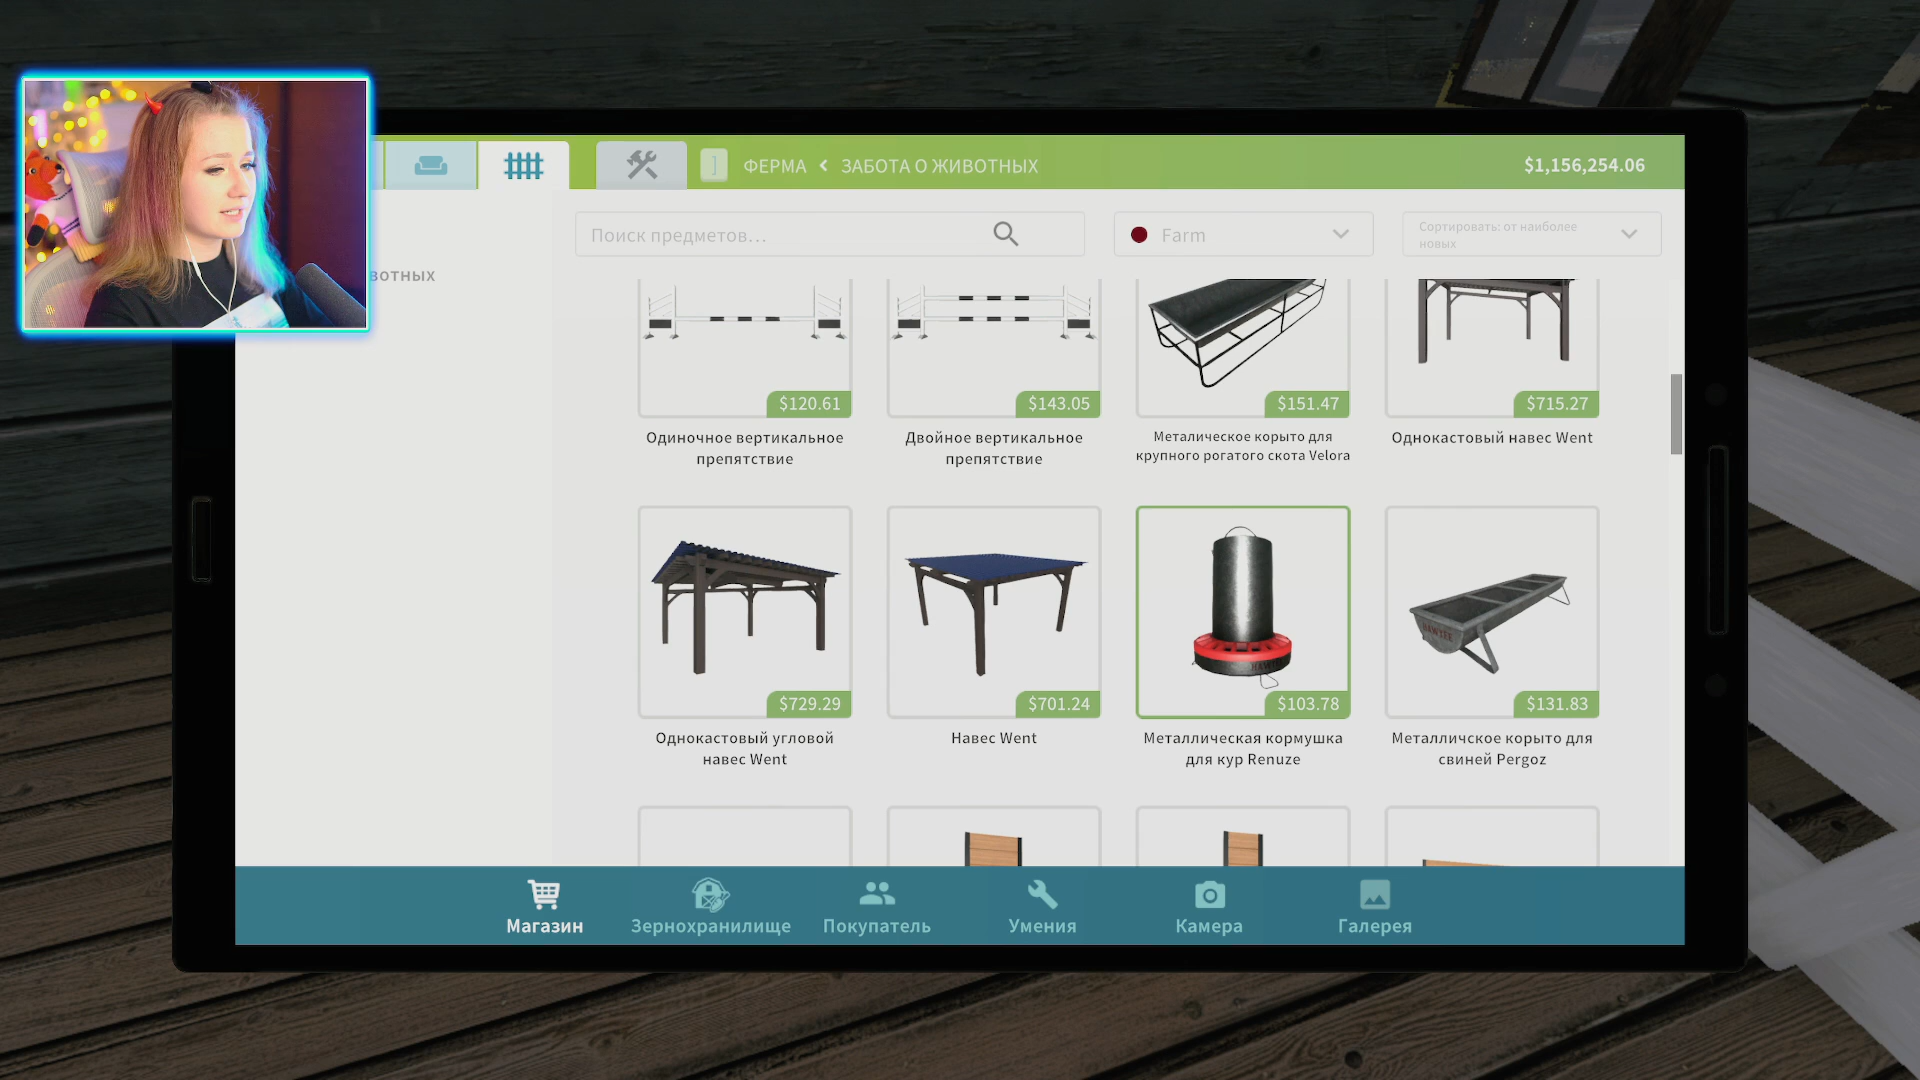 ФЕРМА < ЗАБОТА О ЖИВОТНЫХ
$1,156,254.06
Поиск предметов...
Farm
Сортировать: от наиболее
новых
ВОТНЫХ
$120.61
$143.05
$151.47
$715.27
Одиночное вертикальное
препятствие
Двойное вертикальное
препятствие
Металическое корыто для
крупного рогатого скота Velora
Однокастовый навес Went
$729.29
$701.24
$103.78
$131.83
Однокастовый угловой
навес Went
Навес Went
Металлическая кормушка
для кур Renuze
Металличское корыто для
свиней Pergoz
Магазин
Зернохранилище
Покупатель
Умения
Камера
Галерея